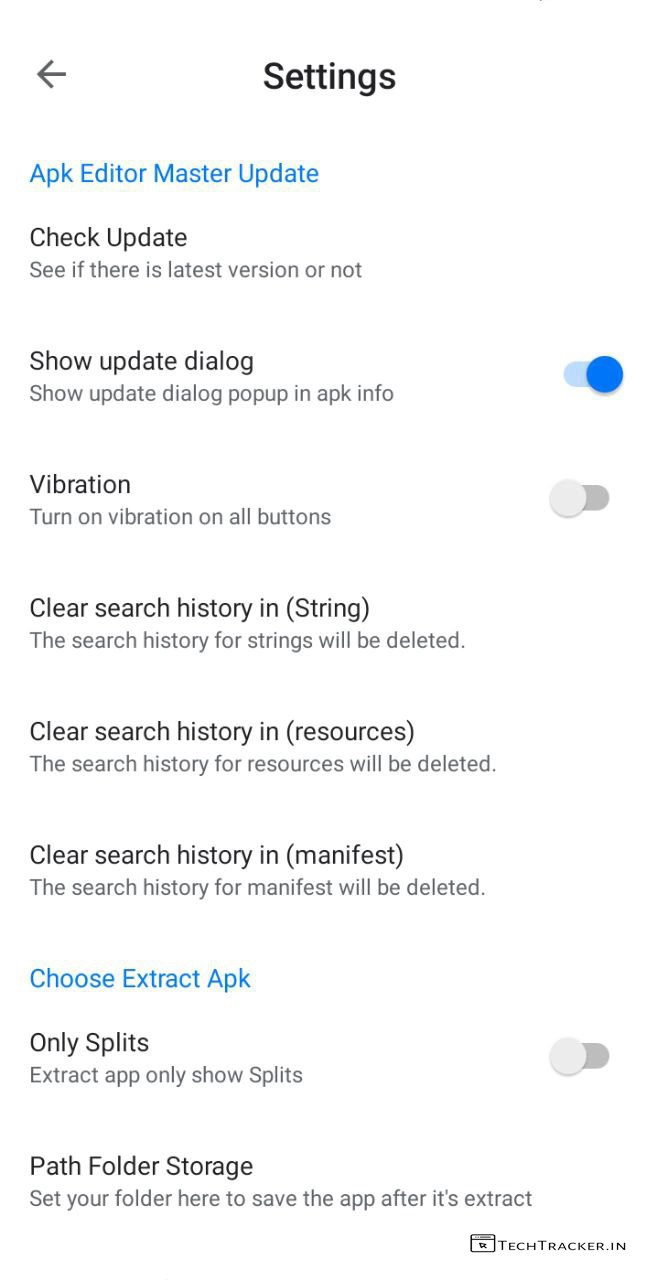 Settings
Apk Editor Master Update
Check Update
See if there is latest version or not
Show update dialog
Show update dialog popup in apk info
Vibration
Turn on vibration on all buttons
Clear search history in (String)
The search history for strings will be deleted.
Clear search history in (resources)
The search history for resources will be deleted.
Clear search history in (manifest)
The search history for manifest will be deleted.
Choose Extract Apk
Only Splits
Extract app only show Splits
Path Folder Storage
Set your folder here to save the app after it's extract
TECHTRACKER.IN